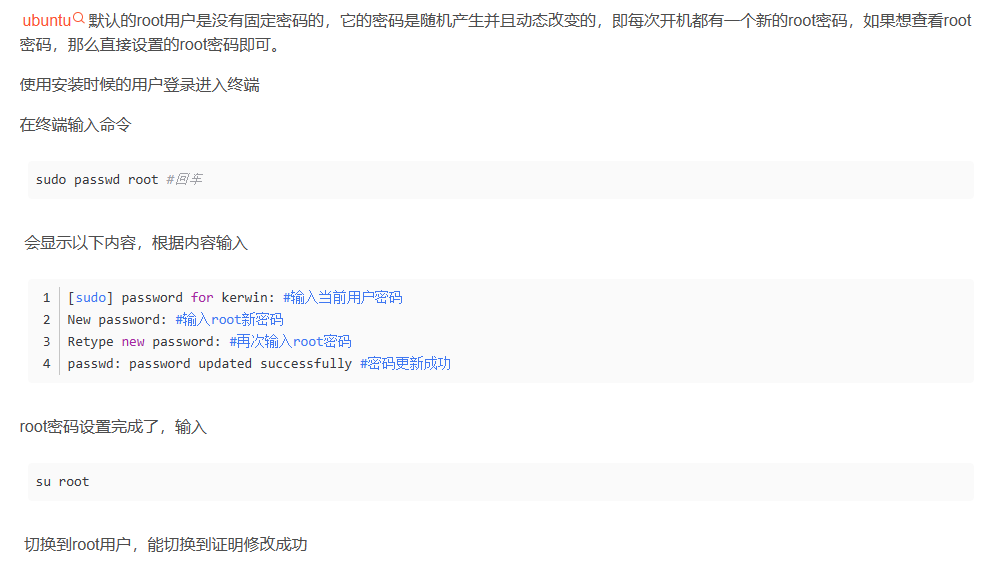 ubuntu 默认的root用户是没有固定密码的，它的密码是随机产生并且动态改变的，即每次开机都有一个新的root密码，如果想查看root
密码，那么直接设置的root密码即可。
使用安装时候的用户登录进入终端
在终端输入命令
sudo passwd root #回车
会显示以下内容，根据内容输入
1 [sudo] password for kerwin: #输入当前用户密码
2 New password: #输入root新密码
3 Retype new password: #再次输入root密码
4 passwd: password updated successfully #密码更新成功
root密码设置完成了，输入
su root
切换到root用户，能切换到证明修改成功